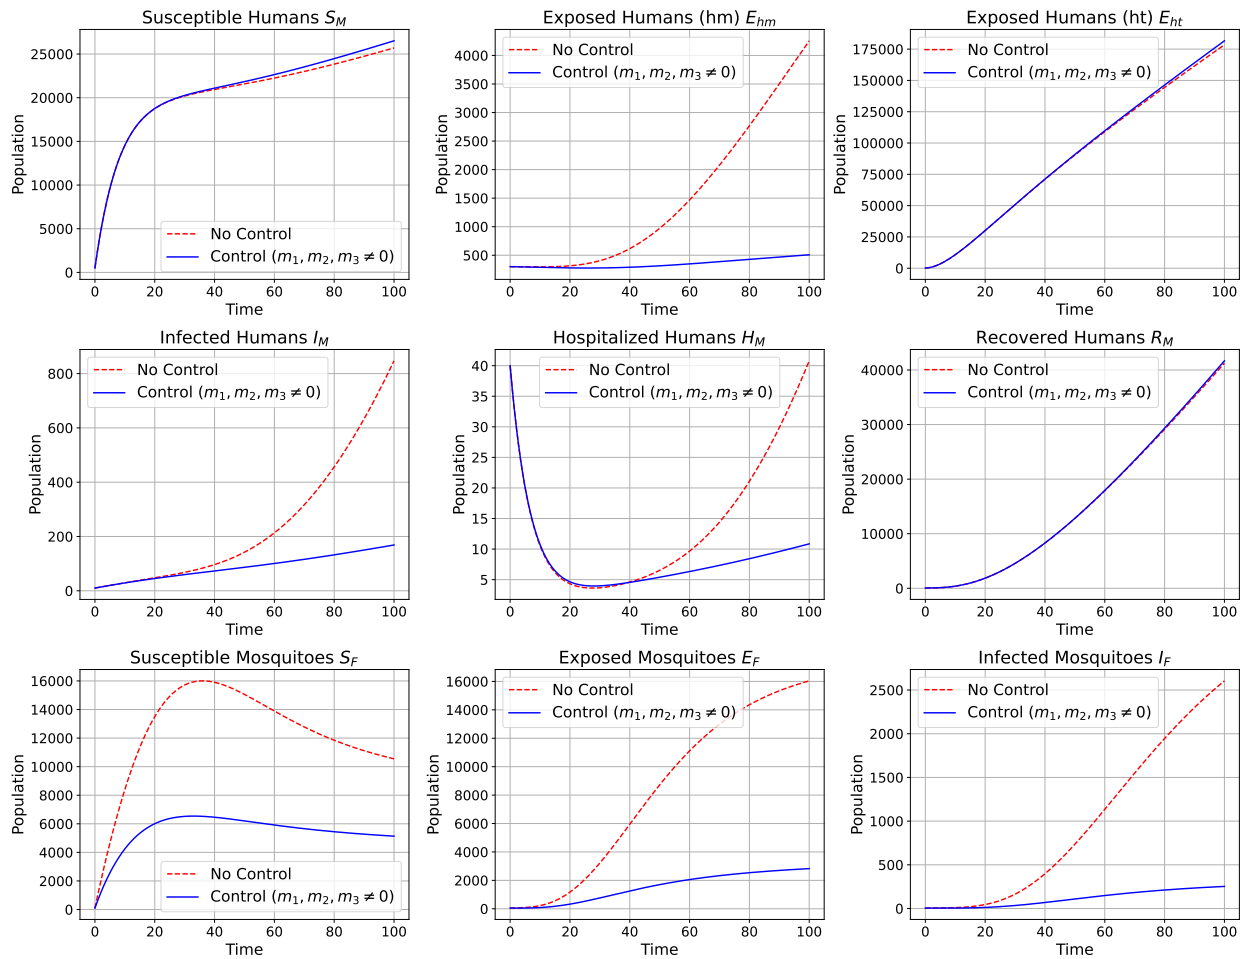 Susceptible Humans S_M
Population
25000
20000
15000
10000
5000
0
No Control
Control (m_1, m_2, m_3 ≠ 0)
0 20 40 60 80 100
Time
Exposed Humans (hm) E_hm
Population
4000
3500
3000
2500
2000
1500
1000
500
No Control
Control (m_1, m_2, m_3 ≠ 0)
0 20 40 60 80 100
Time
Exposed Humans (ht) E_ht
Population
175000
150000
125000
100000
75000
50000
25000
0
No Control
Control (m_1, m_2, m_3 ≠ 0)
0 20 40 60 80 100
Time
Infected Humans I_M
Population
800
600
400
200
0
No Control
Control (m_1, m_2, m_3 ≠ 0)
0 20 40 60 80 100
Time
Hospitalized Humans H_M
Population
40
35
30
25
20
15
10
5
No Control
Control (m_1, m_2, m_3 ≠ 0)
0 20 40 60 80 100
Time
Recovered Humans R_M
Population
40000
30000
20000
10000
0
No Control
Control (m_1, m_2, m_3 ≠ 0)
0 20 40 60 80 100
Time
Susceptible Mosquitoes S_F
Population
16000
14000
12000
10000
8000
6000
4000
2000
0
No Control
Control (m_1, m_2, m_3 ≠ 0)
0 20 40 60 80 100
Time
Exposed Mosquitoes E_F
Population
16000
14000
12000
10000
8000
6000
4000
2000
0
No Control
Control (m_1, m_2, m_3 ≠ 0)
0 20 40 60 80 100
Time
Infected Mosquitoes I_F
Population
2500
2000
1500
1000
500
0
No Control
Control (m_1, m_2, m_3 ≠ 0)
0 20 40 60 80 100
Time